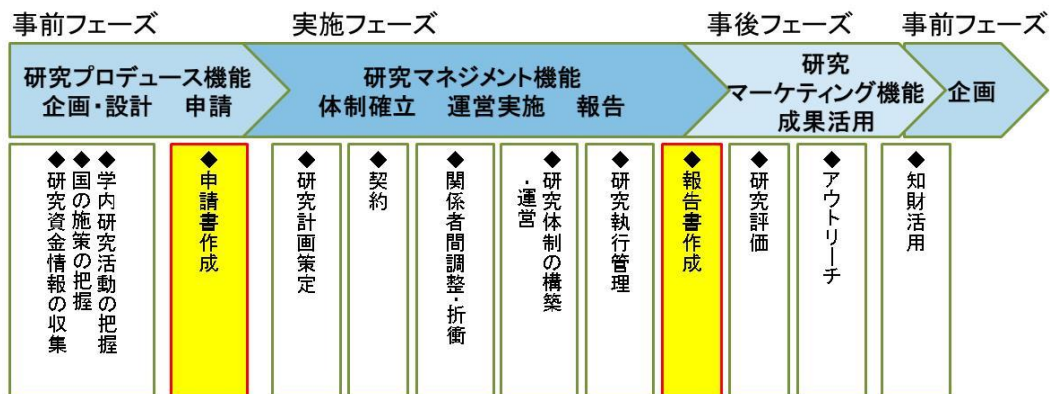 事前フェーズ
実施フェーズ
事後フェーズ
事前フェーズ
研究プロデュース機能
企画・設計　申請
研究マネジメント機能
体制確立　運営実施　報告
研究
マーケティング機能
成果活用
企画
◆学内研究活動の把握
◆国の施策の把握
◆研究資金情報の収集
◆申請書作成
◆研究計画策定
◆契約
◆関係者間調整・折衝
◆研究体制の構築
・運営
◆研究執行管理
◆報告書作成
◆研究評価
◆アウトリーチ
◆知財活用